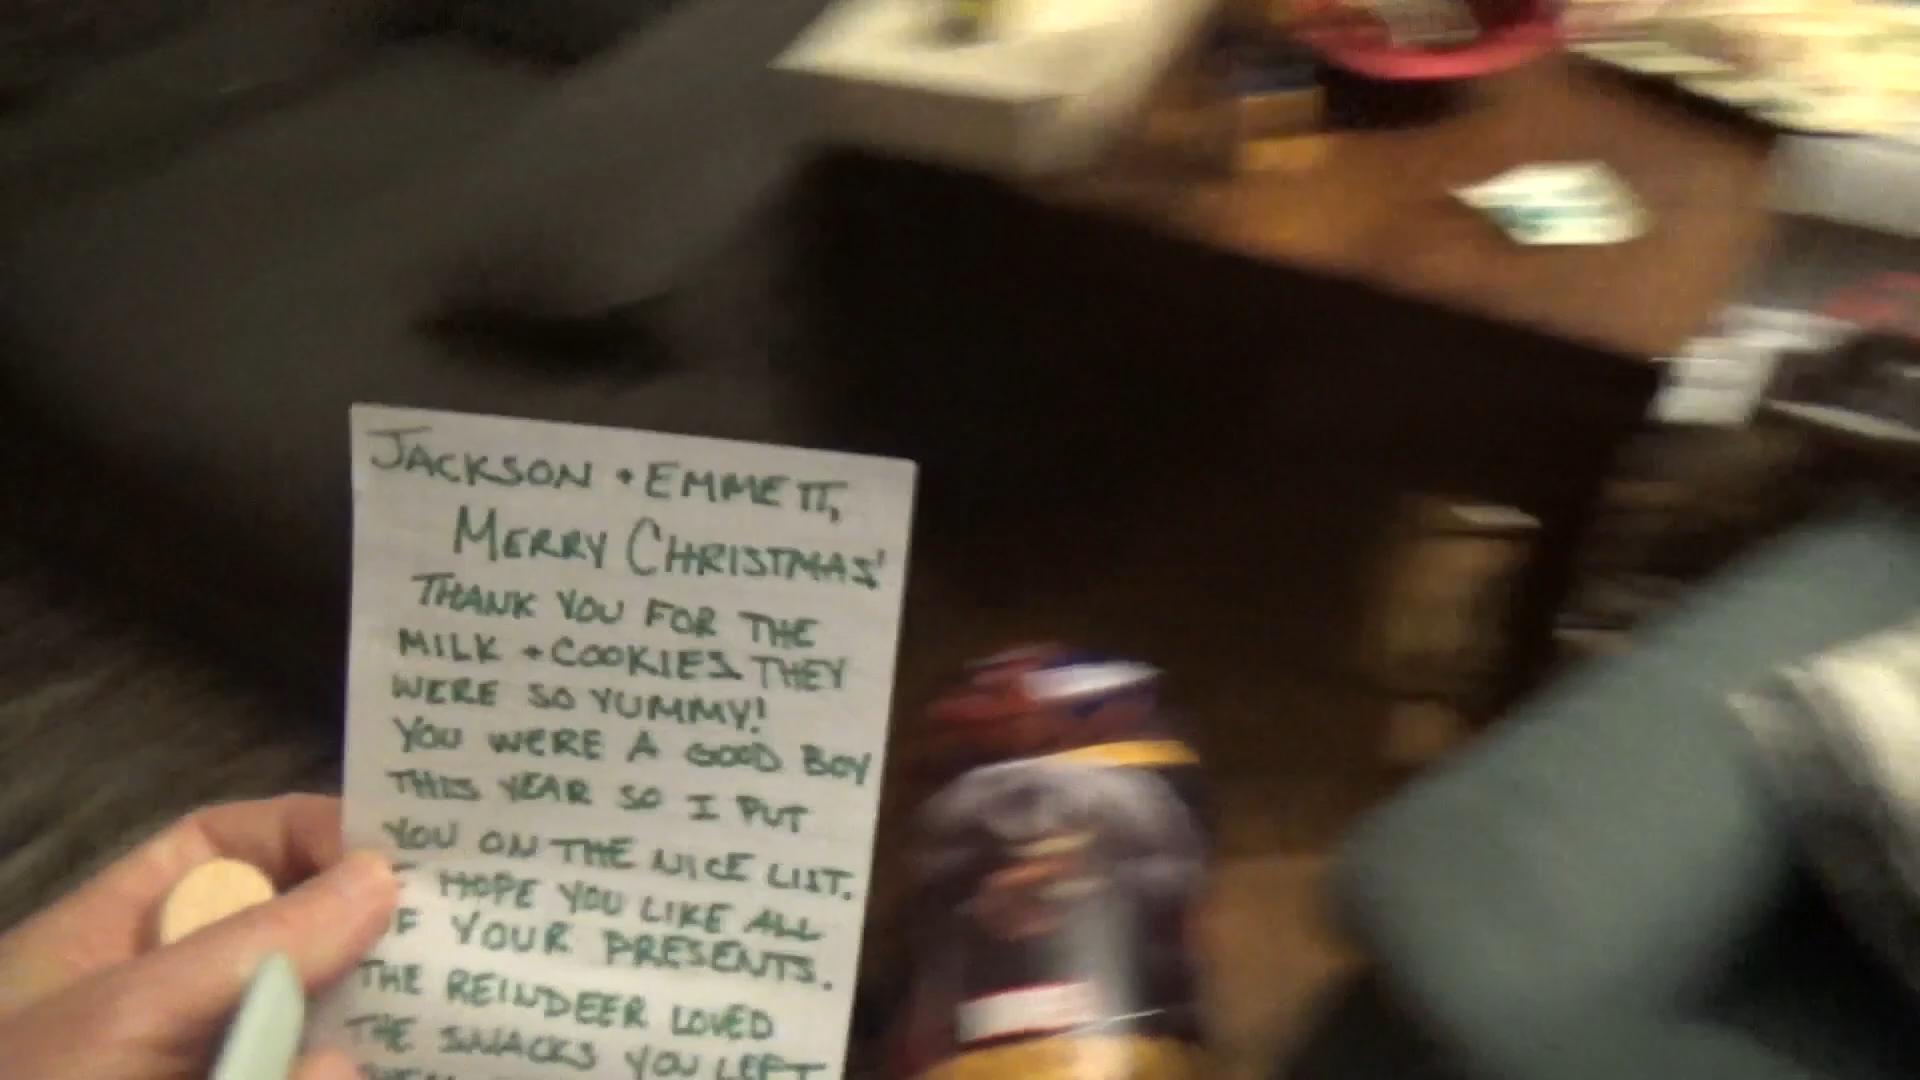 JACKSON + EMMETT,
MERRY CHRISTMAS!
THANK YOU FOR THE
MILK + COOKIES. THEY
WERE SO YUMMY!
YOU WERE A GOOD BOY
THIS YEAR SO I PUT
YOU ON THE NICE LIST.
I HOPE YOU LIKE ALL
F YOUR PRESENTS.
THE REINDEER LOVED
THE SNACKS YOU LEFT